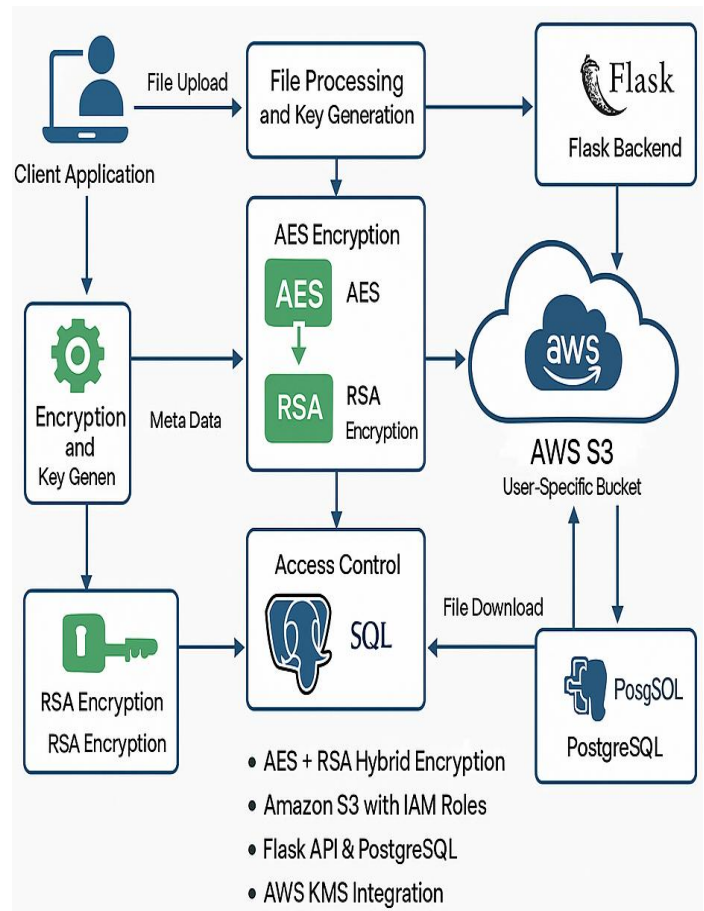 File Upload
File Processing
and Key Generation
Flask
Flask Backend
Client Application
AES Encryption
AES
AES
RSA
RSA
Encryption
Encryption
and
Key Genen
Meta Data
aws
AWS S3
User-Specific Bucket
Access Control
SQL
File Download
RSA Encryption
RSA Encryption
PosgSOL
PostgreSQL
• AES + RSA Hybrid Encryption
• Amazon S3 with IAM Roles
• Flask API & PostgreSQL
• AWS KMS Integration